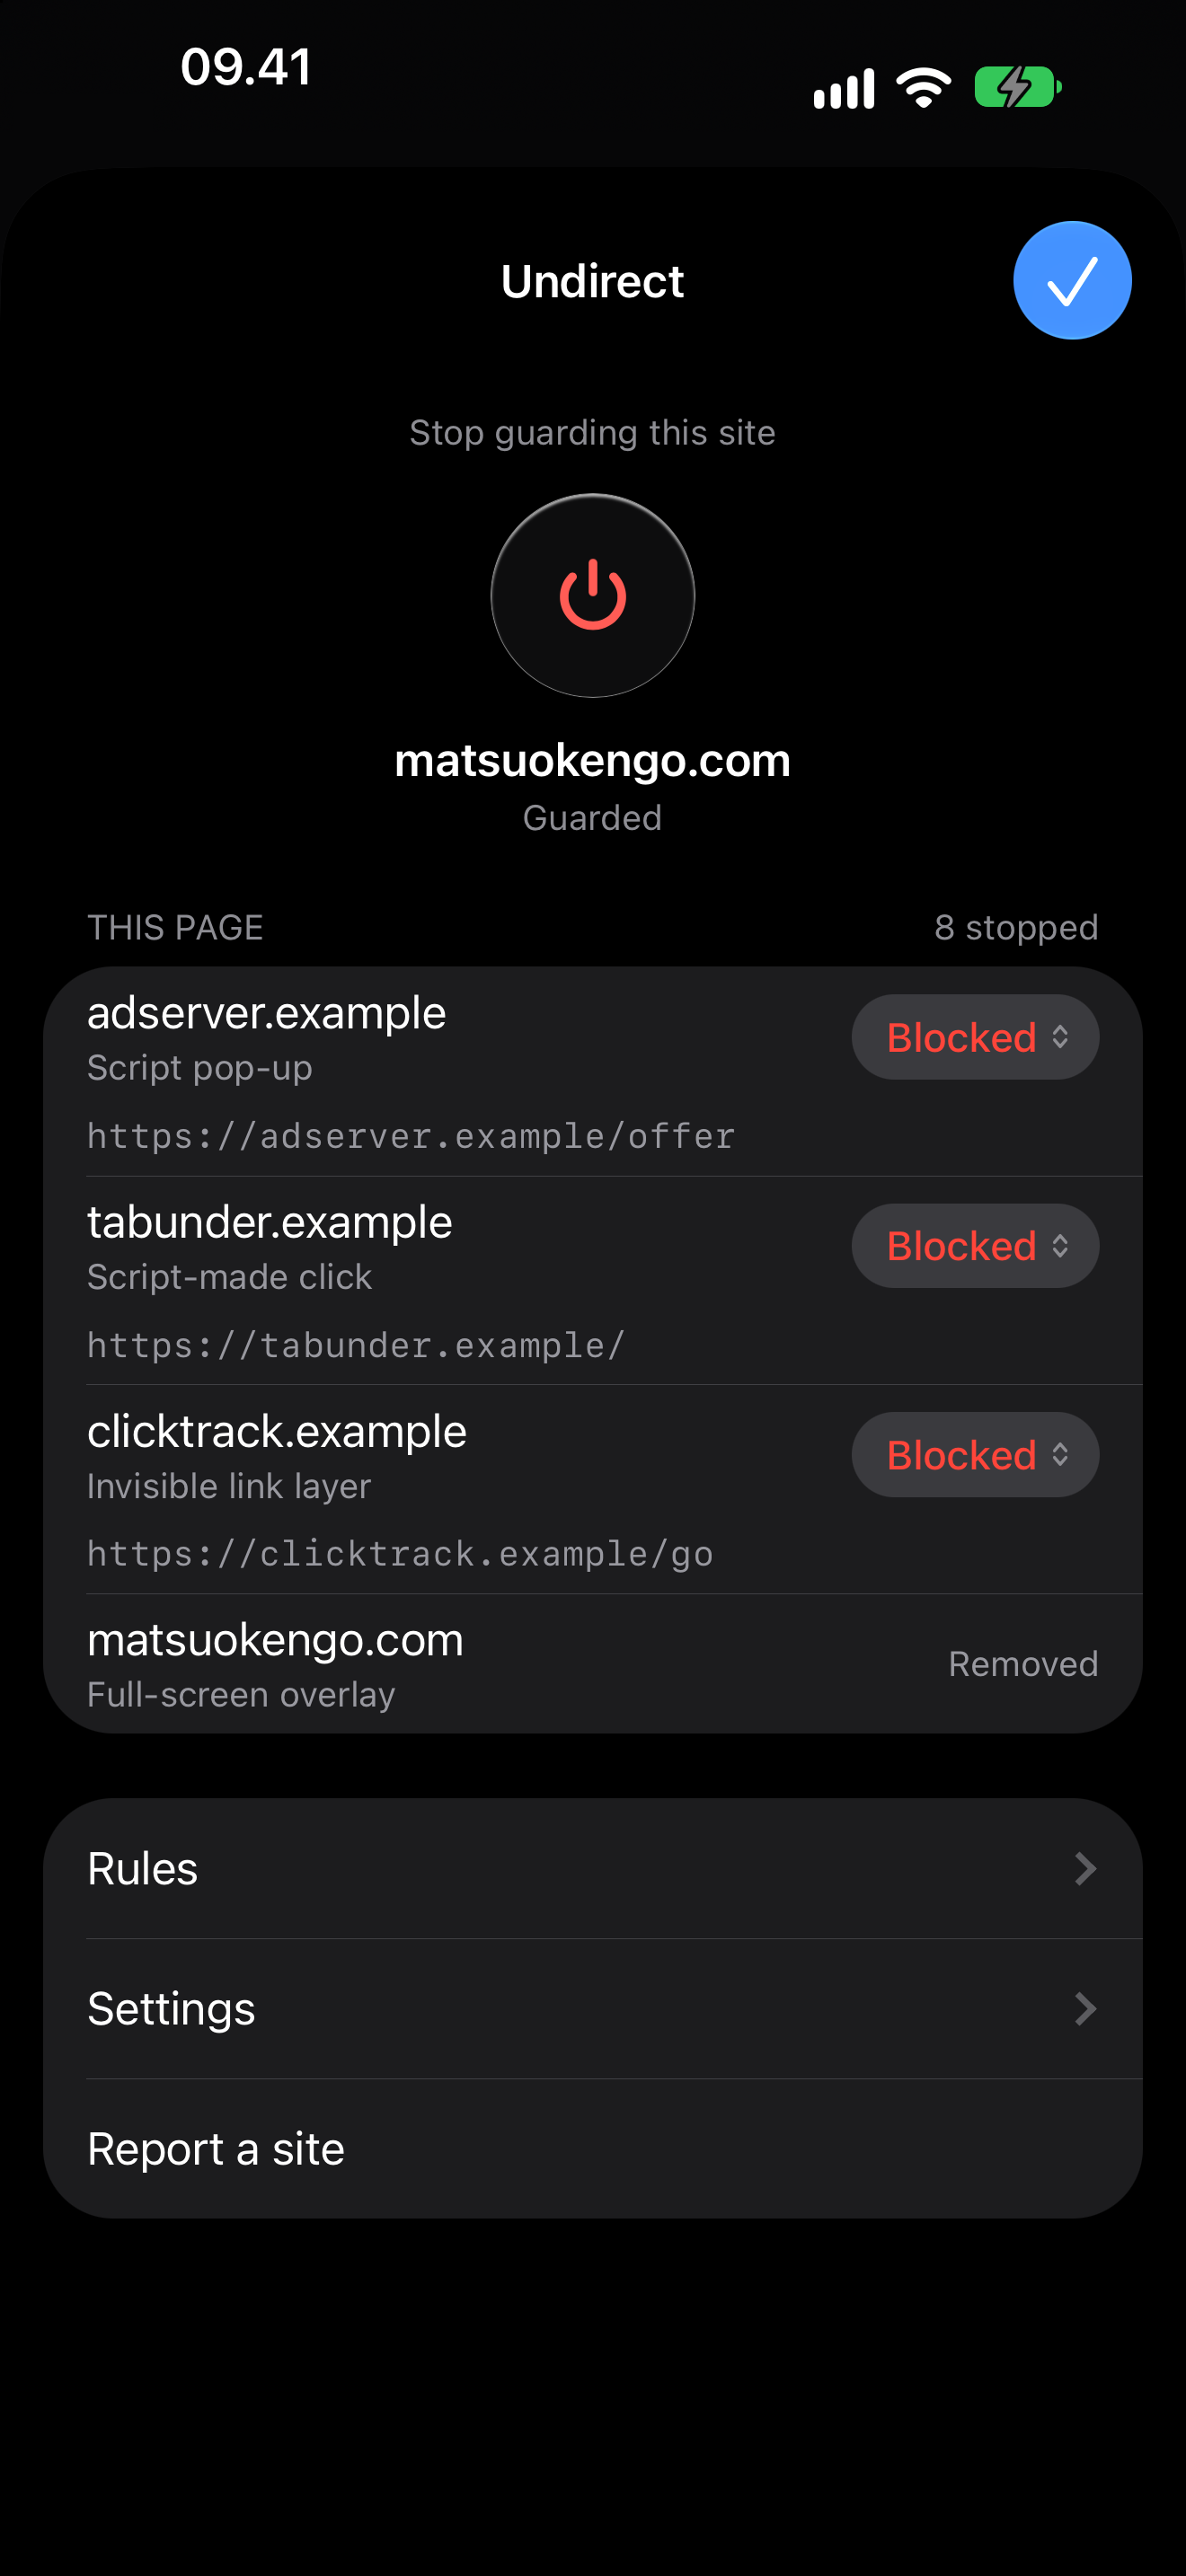 09.41
Undirect
Stop guarding this site
matsuokengo.com
Guarded
THIS PAGE
8 stopped
adserver.example
Blocked
Script pop-up
https://adserver.example/offer
tabunder.example
Blocked
Script-made click
https://tabunder.example/
clicktrack.example
Blocked
Invisible link layer
https://clicktrack.example/go
matsuokengo.com
Removed
Full-screen overlay
Rules
Settings
Report a site